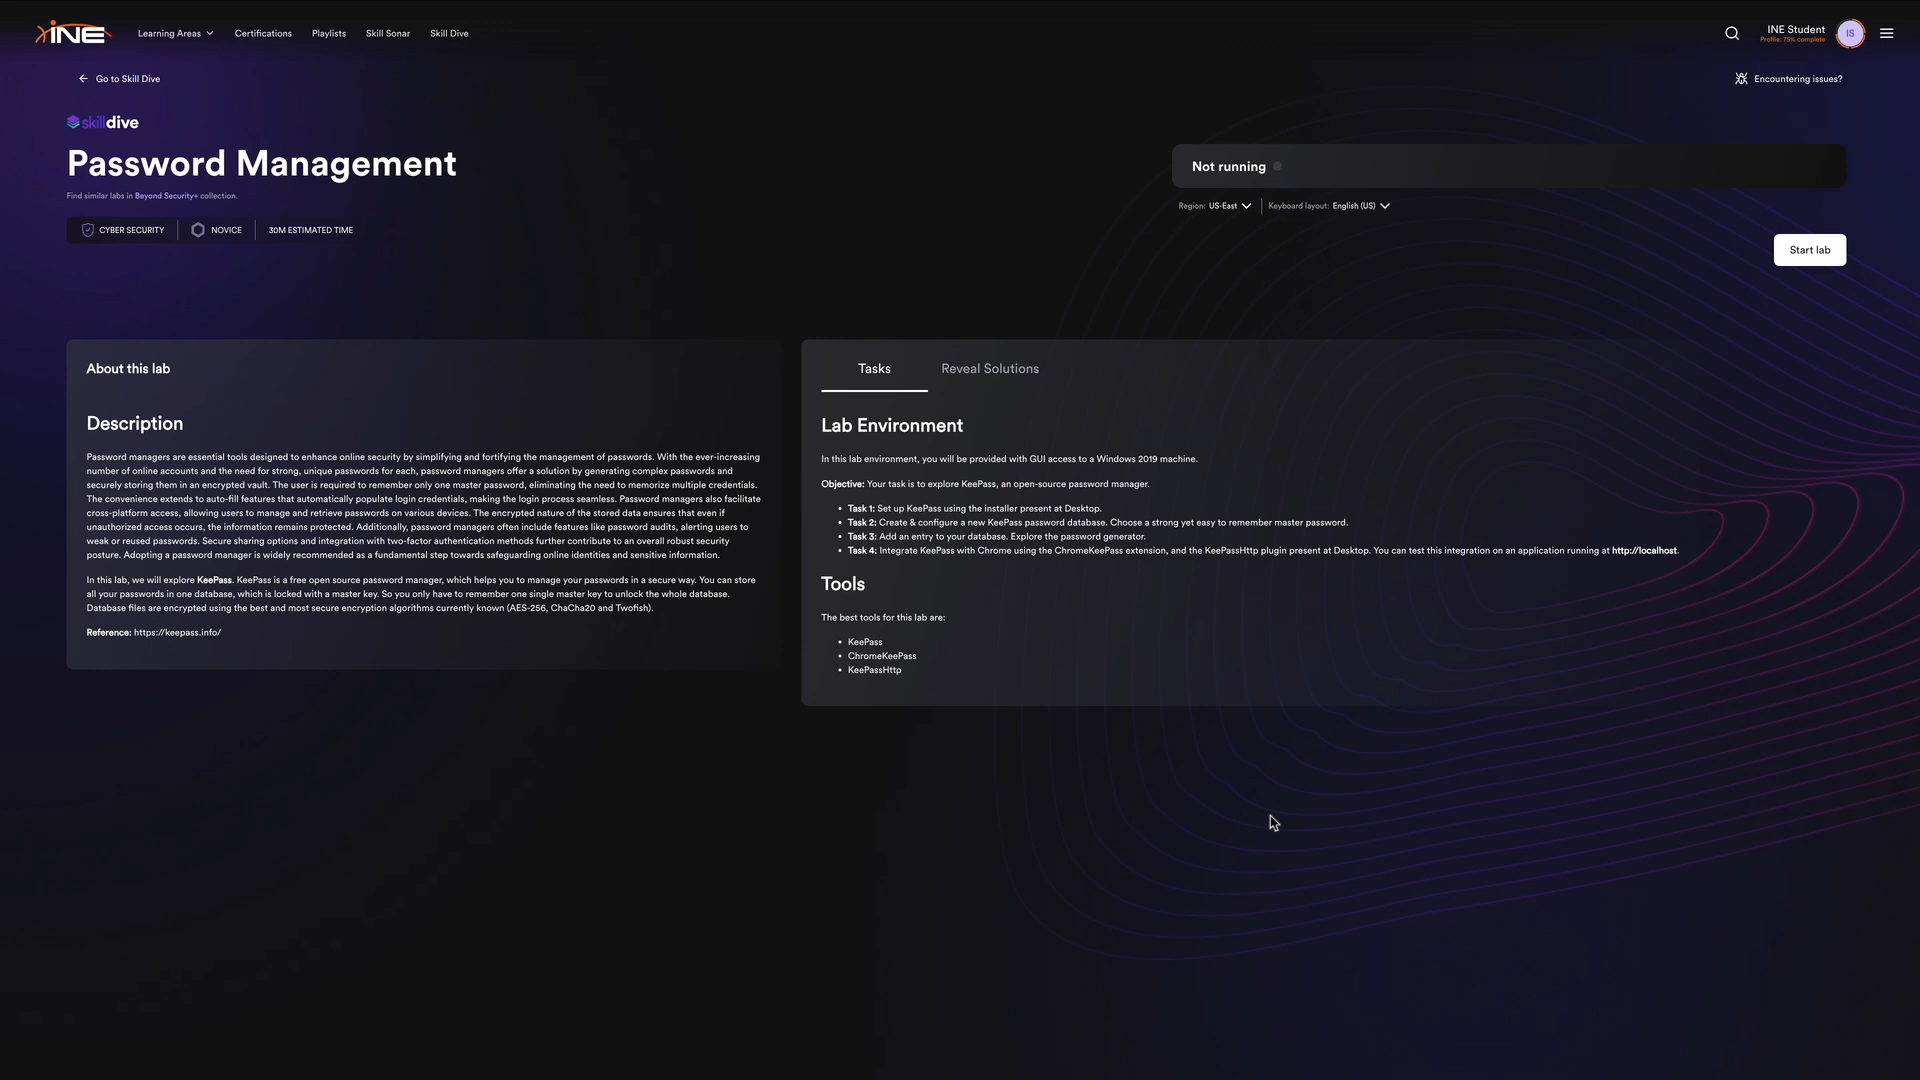 INE
Learning Areas
Certifications
Playlists
Skill Sonar
Skill Dive
INE Student
Profile: 75% complete
IS
Go to Skill Dive
Encountering issues?
skilldive
Password Management
Find similar labs in Beyond Security+ collection.
CYBER SECURITY
NOVICE
30M ESTIMATED TIME
Not running
Region: US-East
Keyboard layout: English (US)
Start lab
About this lab
Description
Password managers are essential tools designed to enhance online security by simplifying and fortifying the management of passwords. With the ever-increasing
number of online accounts and the need for strong, unique passwords for each, password managers offer a solution by generating complex passwords and
securely storing them in an encrypted vault. The user is required to remember only one master password, eliminating the need to memorize multiple credentials.
The convenience extends to auto-fill features that automatically populate login credentials, making the login process seamless. Password managers also facilitate
cross-platform access, allowing users to manage and retrieve passwords on various devices. The encrypted nature of the stored data ensures that even if
unauthorized access occurs, the information remains protected. Additionally, password managers often include features like password audits, alerting users to
weak or reused passwords. Secure sharing options and integration with two-factor authentication methods further contribute to an overall robust security
posture. Adopting a password manager is widely recommended as a fundamental step towards safeguarding online identities and sensitive information.
In this lab, we will explore KeePass. KeePass is a free open source password manager, which helps you to manage your passwords in a secure way. You can store
all your passwords in one database, which is locked with a master key. So you only have to remember one single master key to unlock the whole database.
Database files are encrypted using the best and most secure encryption algorithms currently known (AES-256, ChaCha20 and Twofish).
Reference: https://keepass.info/
Tasks
Reveal Solutions
Lab Environment
In this lab environment, you will be provided with GUI access to a Windows 2019 machine.
Objective: Your task is to explore KeePass, an open-source password manager.
• Task 1: Set up KeePass using the installer present at Desktop.
• Task 2: Create & configure a new KeePass password database. Choose a strong yet easy to remember master password.
• Task 3: Add an entry to your database. Explore the password generator.
• Task 4: Integrate KeePass with Chrome using the ChromeKeePass extension, and the KeePassHttp plugin present at Desktop. You can test this integration on an application running at http://localhost.
Tools
The best tools for this lab are:
• KeePass
• ChromeKeePass
• KeePassHttp